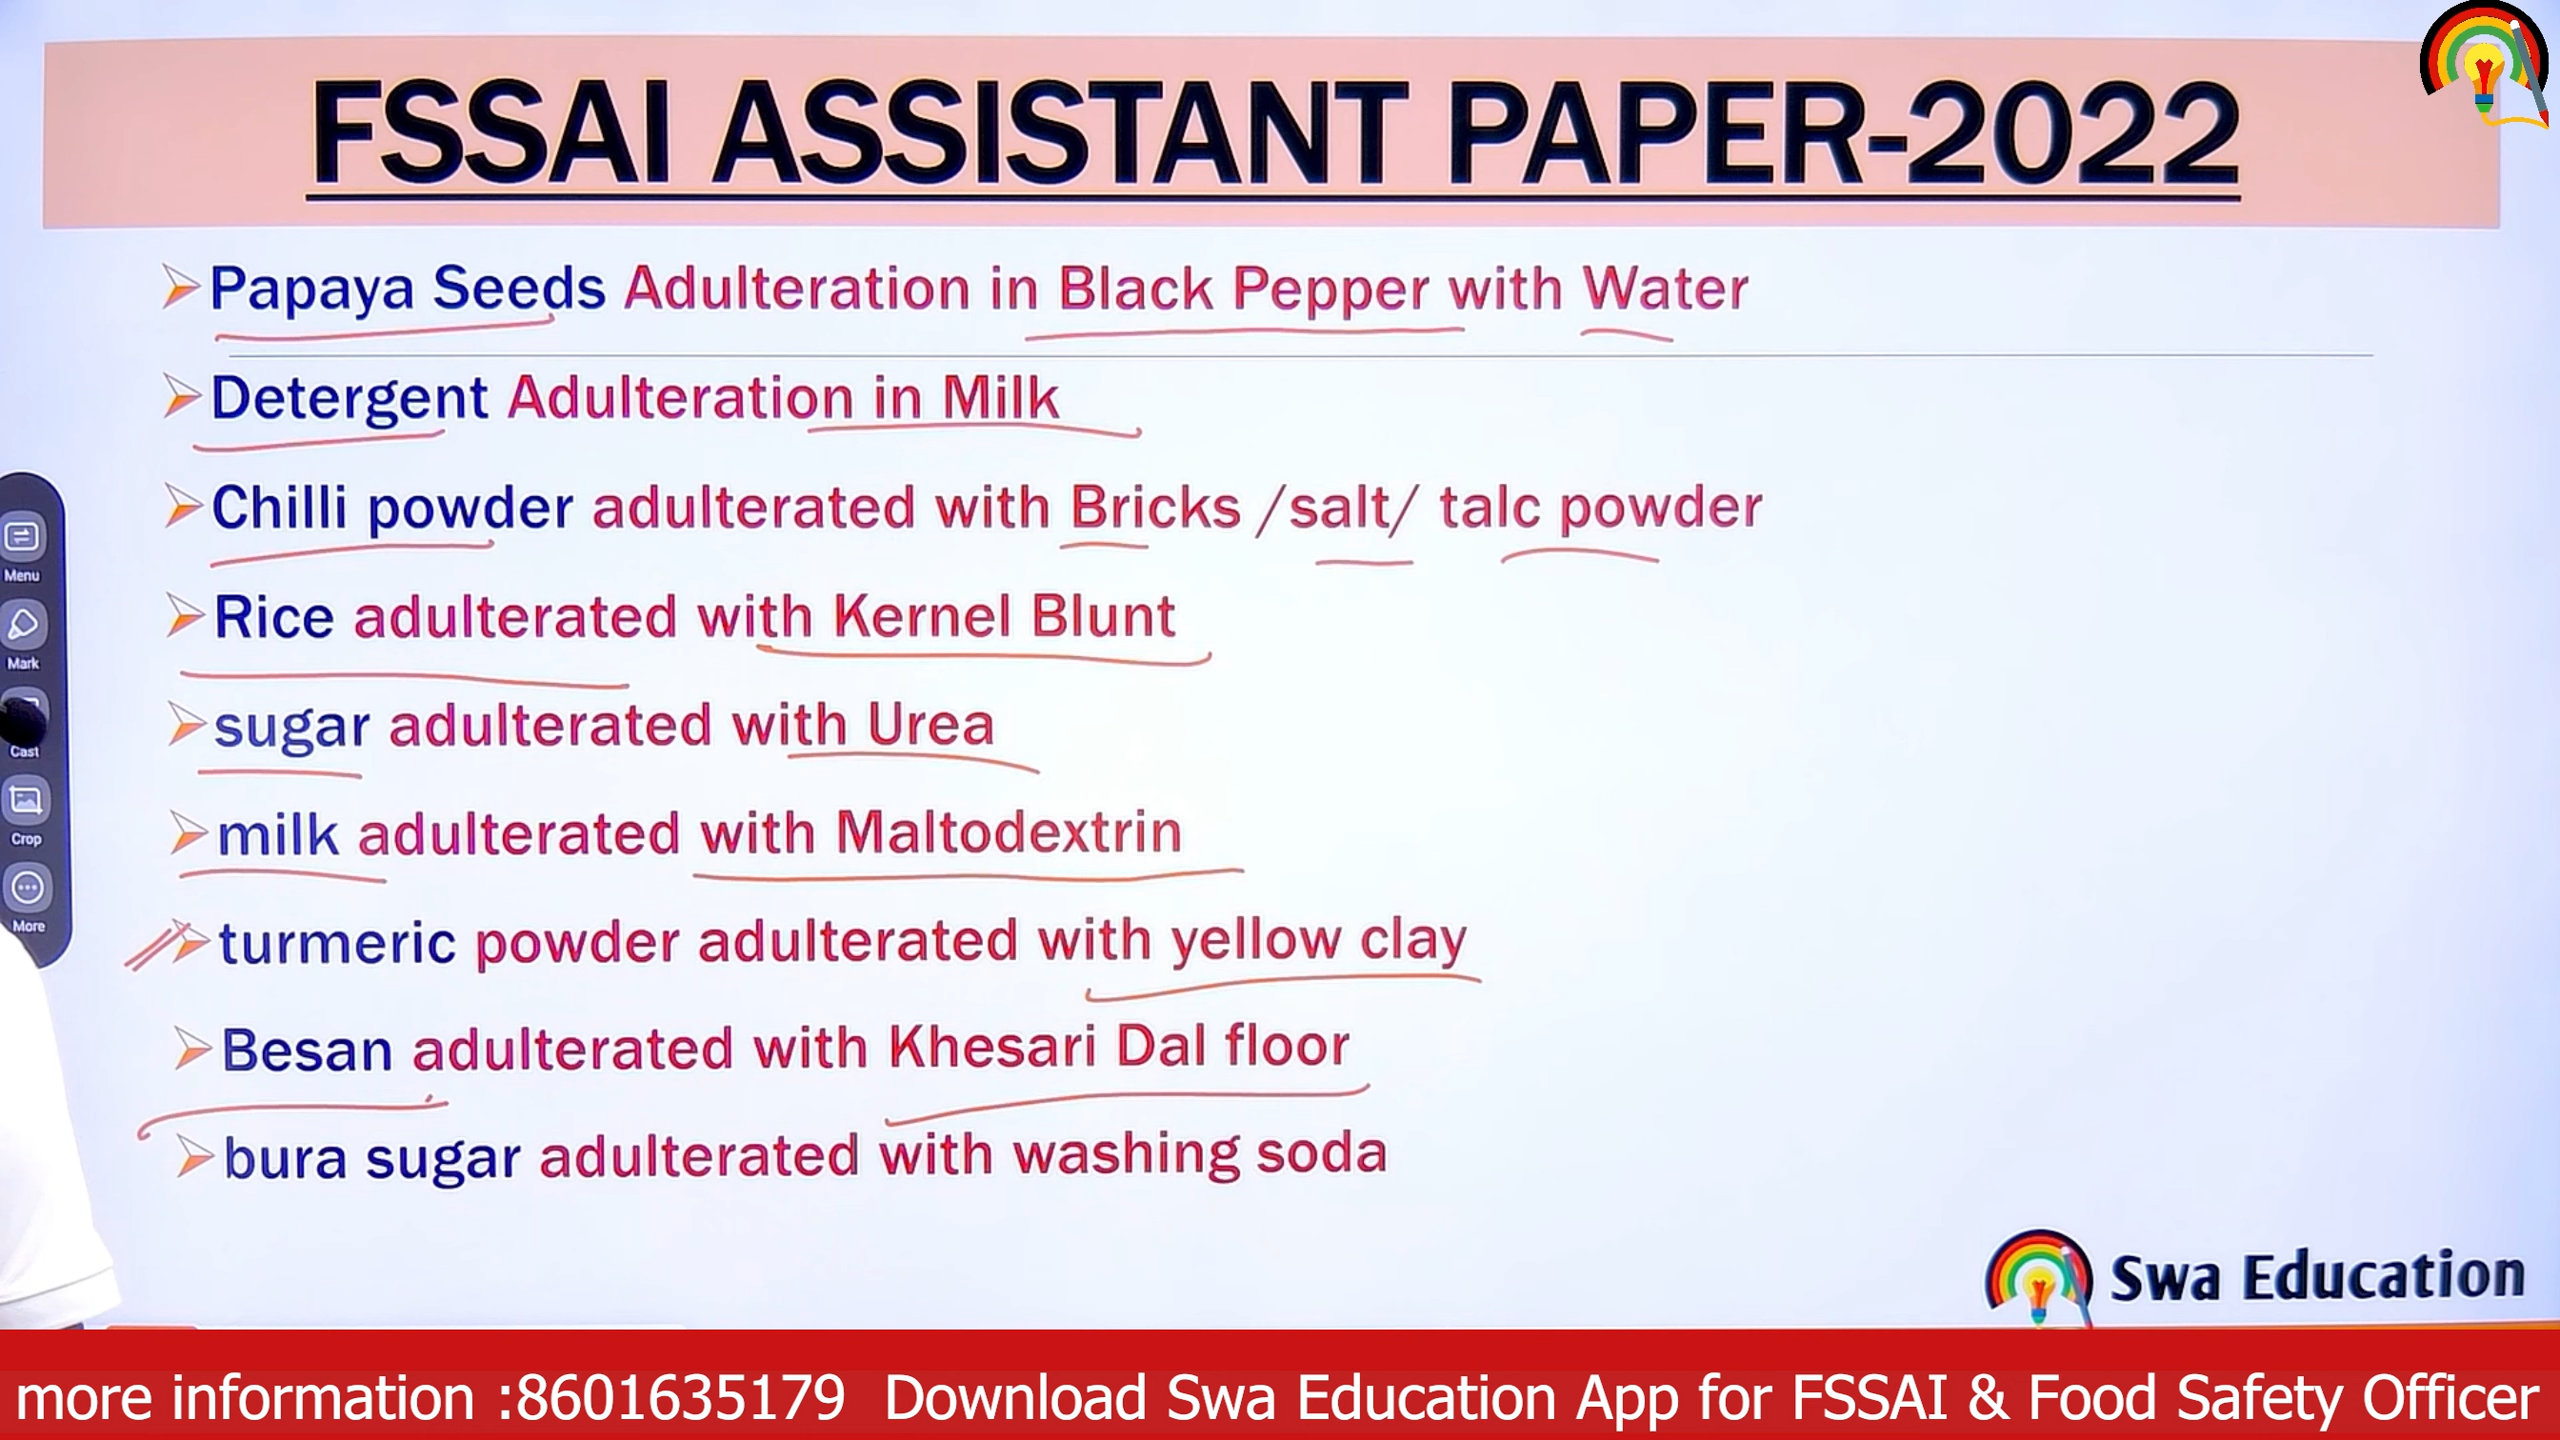 FSSAI ASSISTANT PAPER-2022
Papaya Seeds Adulteration in Black Pepper with Water
Detergent Adulteration in Milk
Chilli powder adulterated with Bricks /salt/ talc powder
Rice adulterated with Kernel Blunt
sugar adulterated with Urea
milk adulterated with Maltodextrin
turmeric powder adulterated with yellow clay
Besan adulterated with Khesari Dal floor
bura sugar adulterated with washing soda
Menu
Mark
Cast
Crop
More
Swa Education
more information :8601635179 Download Swa Education App for FSSAI & Food Safety Officer